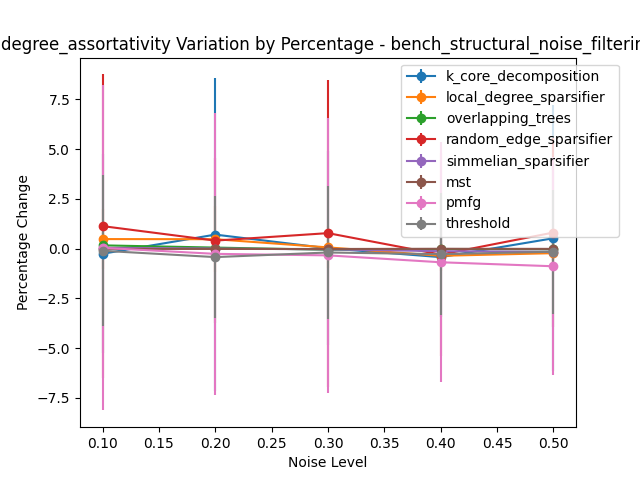 degree_assortativity Variation by Percentage - bench_structural_noise_filterin
Percentage Change
7.5
5.0
2.5
0.0
−2.5
−5.0
−7.5
k_core_decomposition
local_degree_sparsifier
overlapping_trees
random_edge_sparsifier
simmelian_sparsifier
mst
pmfg
threshold
0.10 0.15 0.20 0.25 0.30 0.35 0.40 0.45 0.50
Noise Level